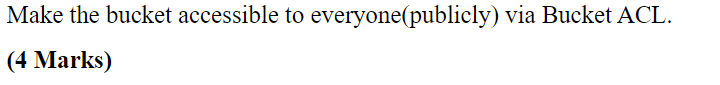 Make the bucket accessible to everyone(publicly) via Bucket ACL.
(4 Marks)